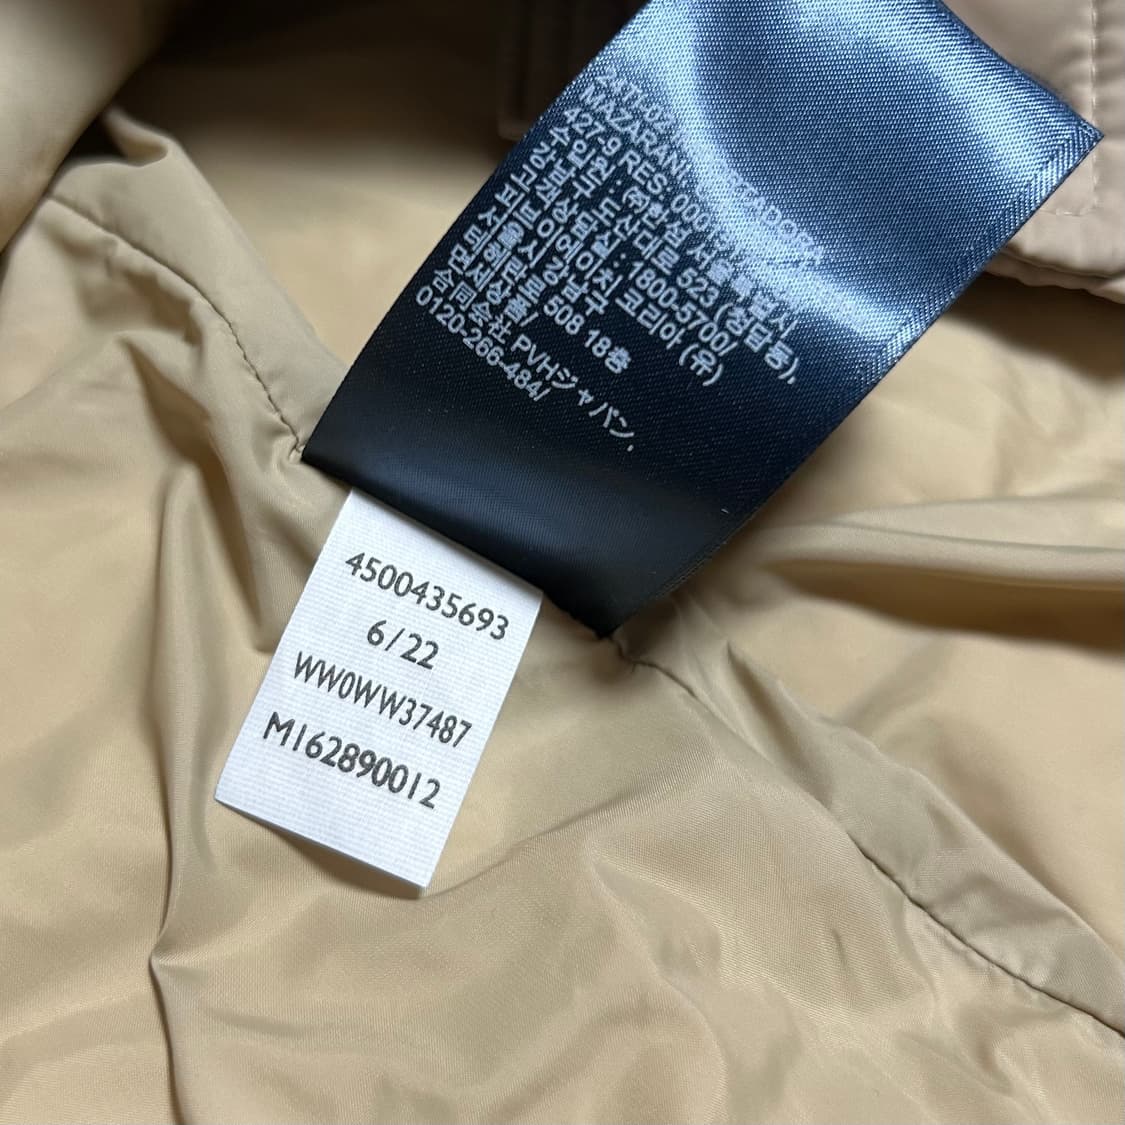 427-9 RES. 000
수입원 : ㈜한섬 서울특별시
강남구 도산대로 523 (청담동),
고객상담실 : 1800-5700/
피브이에이치코리아 (유)
서울시 강남구
테헤란로 508 18층
면세상품/
合同会社 PVHジャパン,
0120-266-484/
4500435693
6/22
WW0WW37487
M162890012